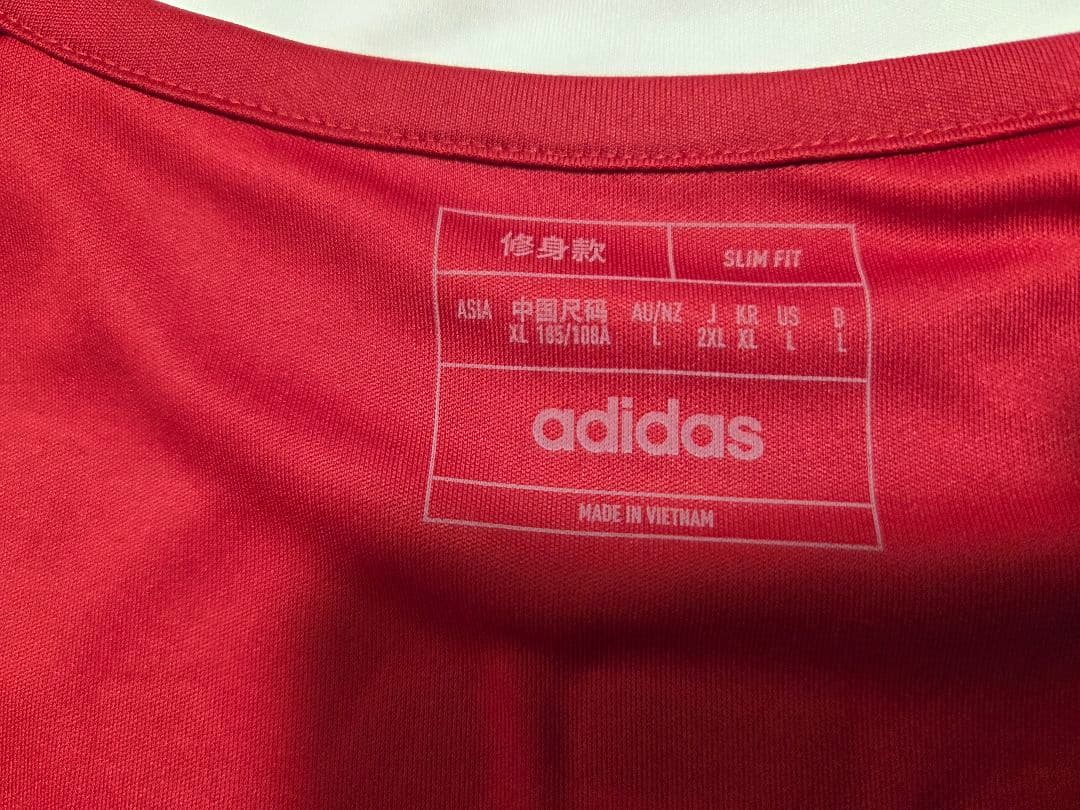 修身款 SLIM FIT
ASIA 中国尺码 AU/NZ J KR US D
XL 185/108A L 2XL XL L L
adidas
MADE IN VIETNAM